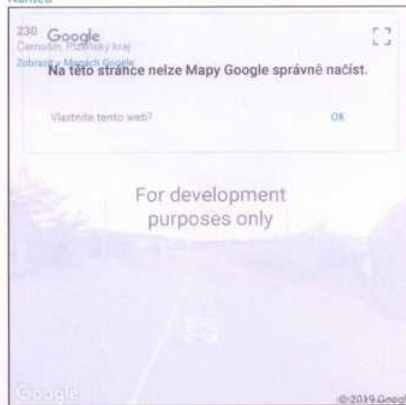 Náhled
230
Google
Černošín, Plzeňský kraj
Zobrazit v Mapách Google
Na této stránce nelze Mapy Google správně načíst.
Vlastníte tento web?
OK
For development
purposes only
Google
© 2019 Googl